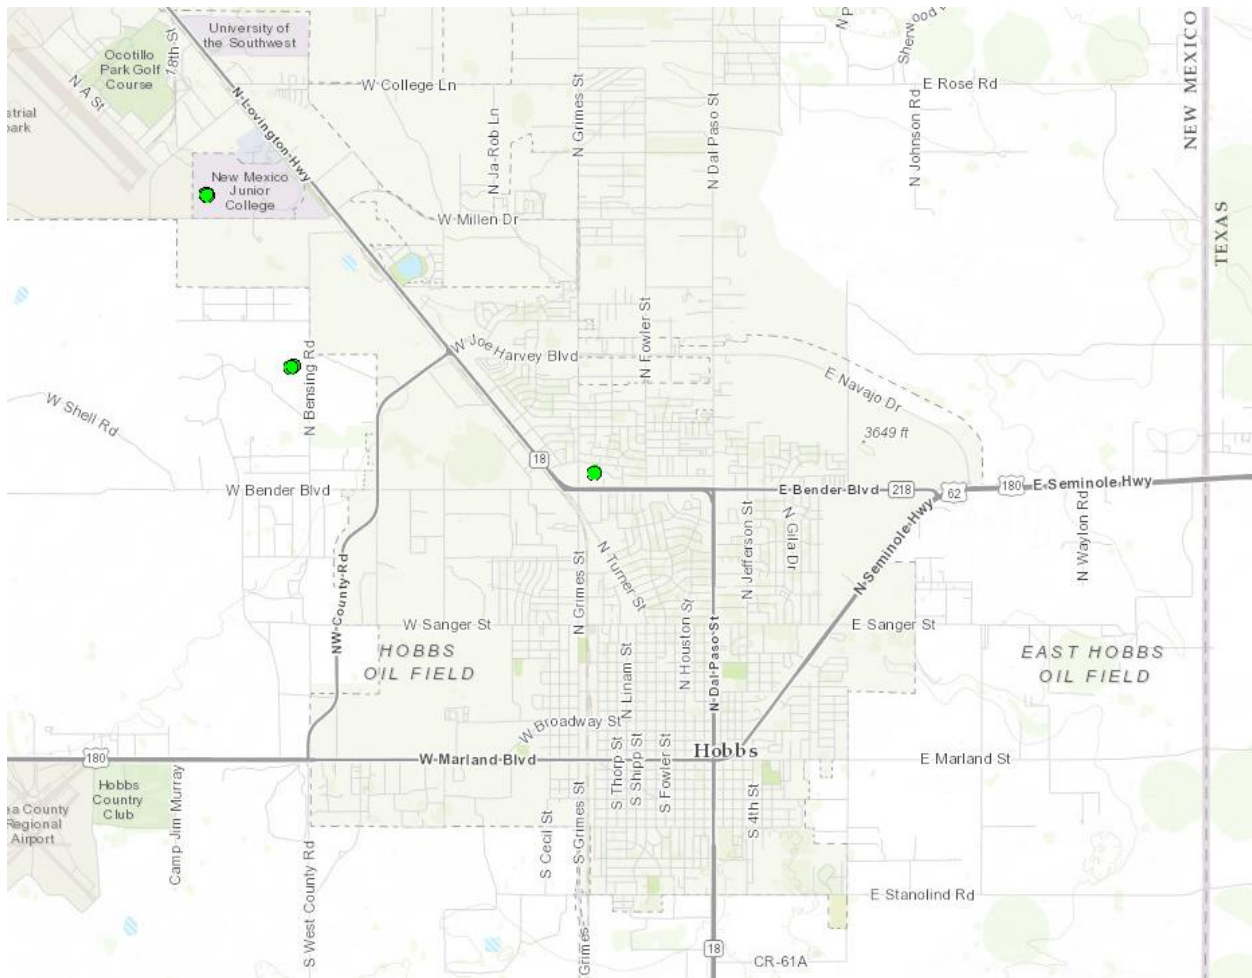 University of
the Southwest
18th St
Ocotillo
Park Golf
Course
N A St
N Lovington Hwy
W College Ln
N Grimes St
N Dal Paso St
N Ja-Rob Ln
Sherwood
E Rose Rd
N Johnson Rd
NEW MEXICO
TEXAS
New Mexico
Junior
College
W Millen Dr
W Joe Harvey Blvd
N Fowler St
E Navajo Dr
3649 ft
N Bensing Rd
W Shell Rd
18
W Bender Blvd
E Bender Blvd
218
62
180
E Seminole Hwy
N Waylon Rd
N Seminole Hwy
N Jefferson St
N Gila Dr
N Turner St
N Grimes St
NW County Rd
W Sanger St
E Sanger St
HOBBS
OIL FIELD
EAST HOBBS
OIL FIELD
N Houston St
N Linam St
N Dal Paso St
W Broadway St
Hobbs
180
W Marland Blvd
E Marland St
S Thorp St
S Shipp St
S Fowler St
S 4th St
S Grimes St
S Cecil St
Hobbs
Country
Club
Camp Jim Murray
County
Regional
Airport
S West County Rd
E Stanolind Rd
Grimes
18
CR-61A